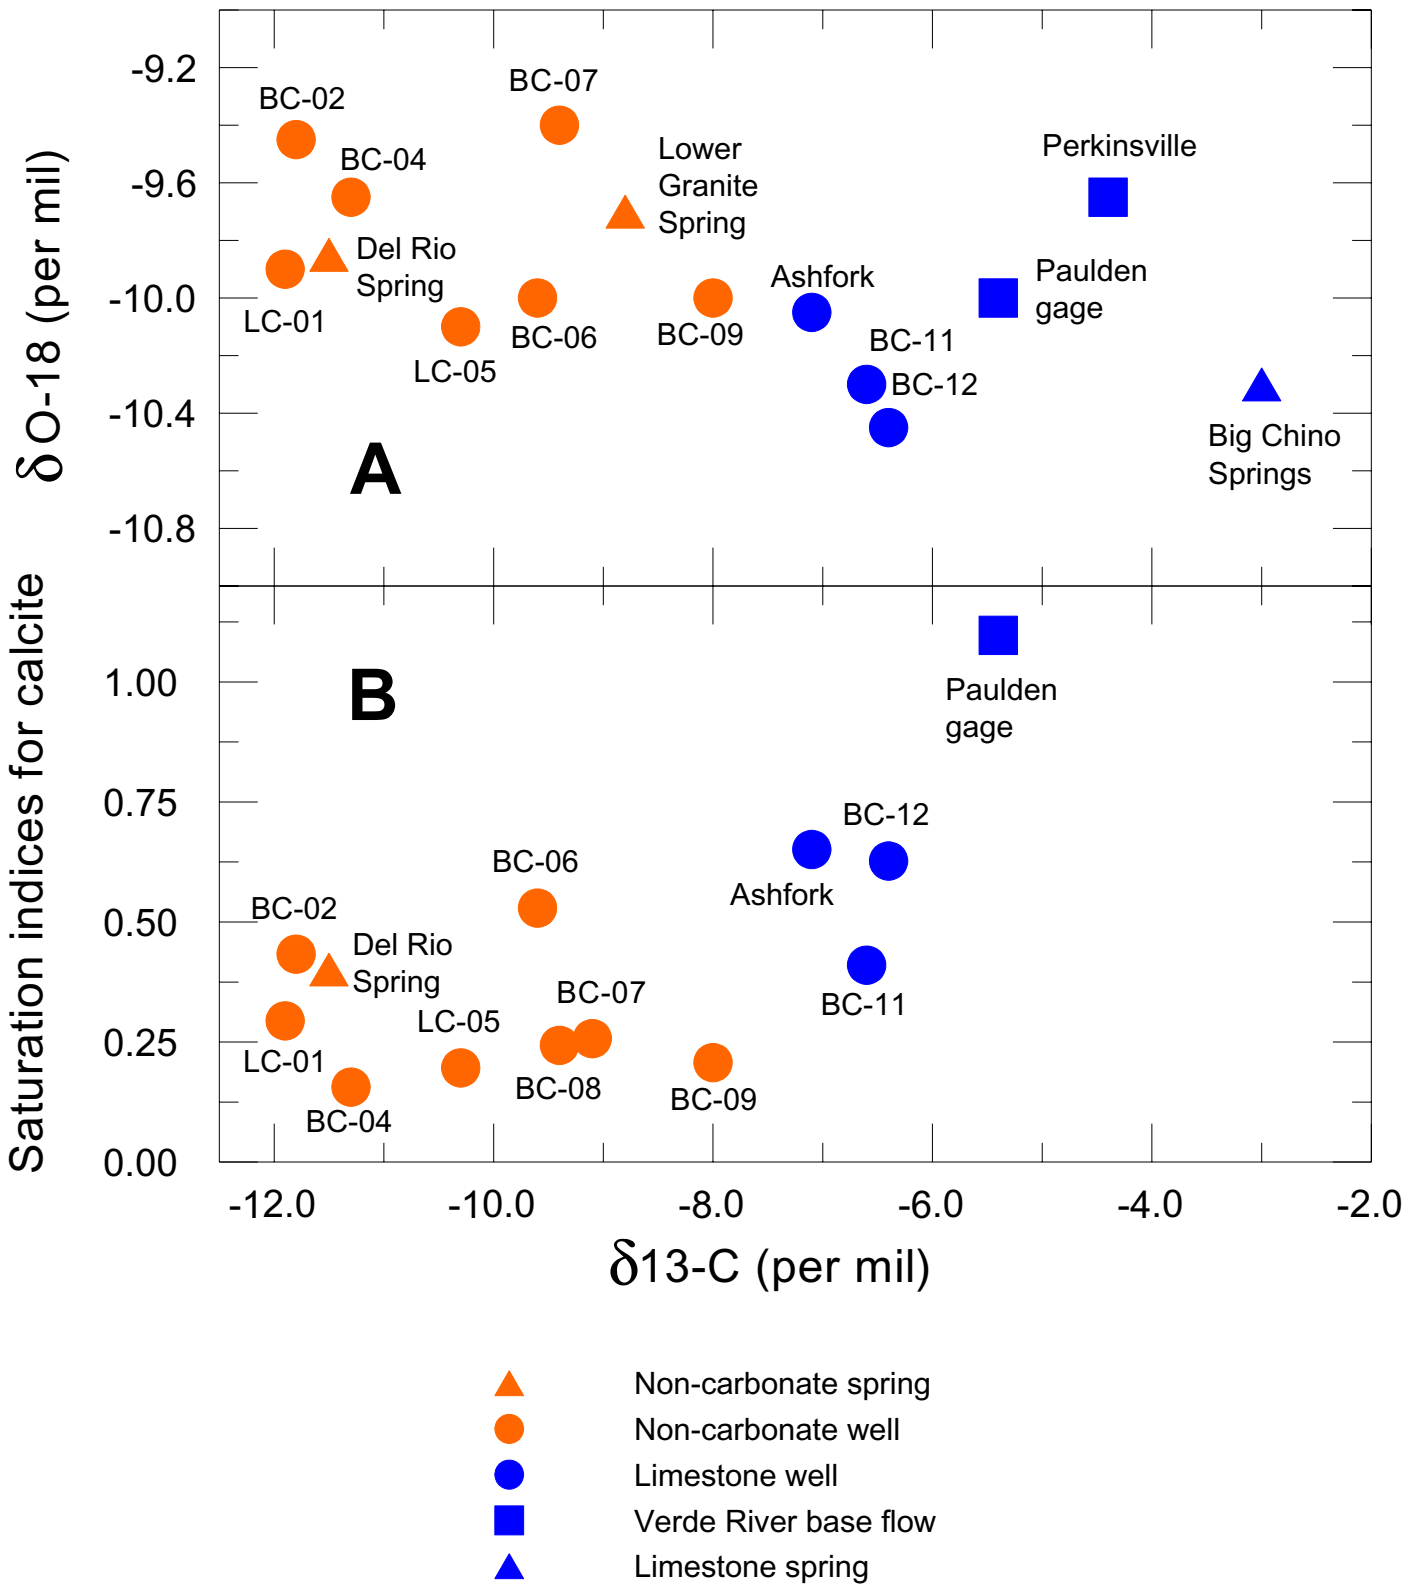 δ O-18 (per mil)
-9.2
-9.6
-10.0
-10.4
-10.8
BC-02
BC-07
BC-04
Lower
Granite
Spring
Perkinsville
Del Rio
Spring
LC-01
LC-05
BC-06
BC-09
Ashfork
BC-11
BC-12
Paulden
gage
Big Chino
Springs
A
Saturation indices for calcite
1.00
0.75
0.50
0.25
0.00
B
Paulden
gage
BC-12
Ashfork
BC-11
BC-06
BC-02
Del Rio
Spring
BC-07
LC-05
LC-01
BC-08
BC-09
BC-04
-12.0
-10.0
-8.0
-6.0
-4.0
-2.0
δ13-C (per mil)
Non-carbonate spring
Non-carbonate well
Limestone well
Verde River base flow
Limestone spring